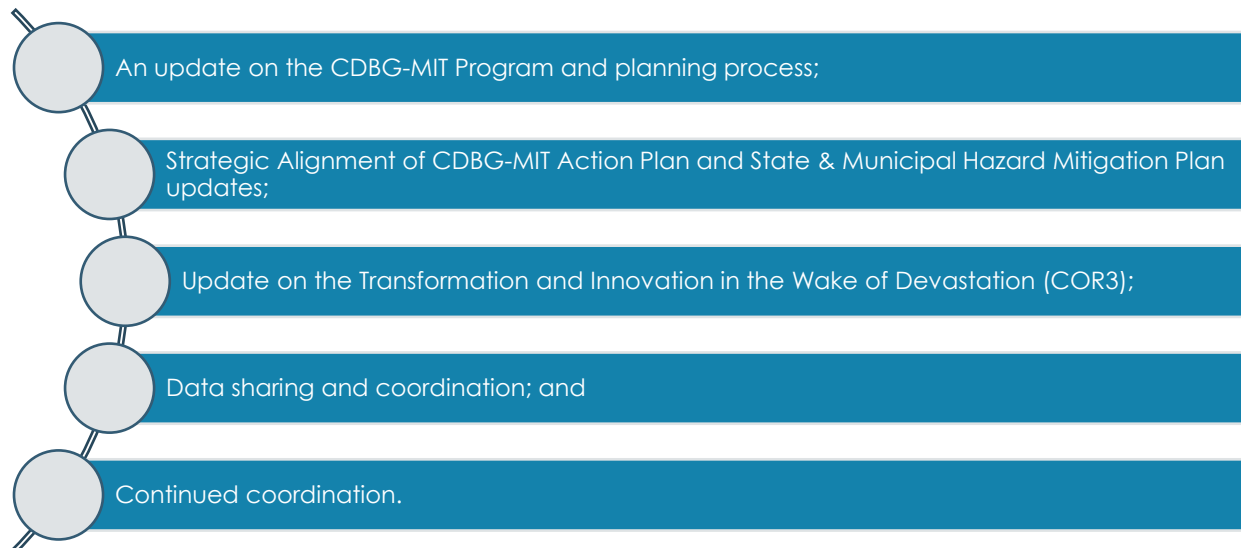 An update on the CDBG-MIT Program and planning process;
Strategic Alignment of CDBG-MIT Action Plan and State & Municipal Hazard Mitigation Plan
updates;
Update on the Transformation and Innovation in the Wake of Devastation (COR3);
Data sharing and coordination; and
Continued coordination.